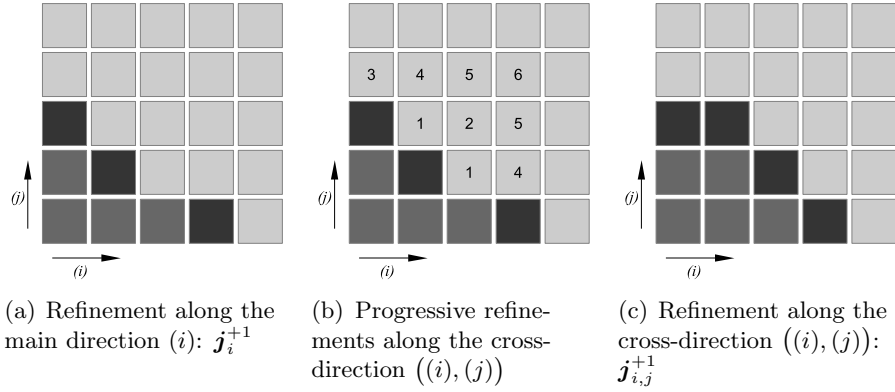 3 4 5 6
1 2 5
1 4
(j) (j) (j)
(i) (i) (i)
(a) Refinement along the
main direction (i): j_i^{+1}
(b) Progressive refine-
ments along the cross-
direction ((i), (j))
(c) Refinement along the
cross-direction ((i), (j)):
j_{i,j}^{+1}